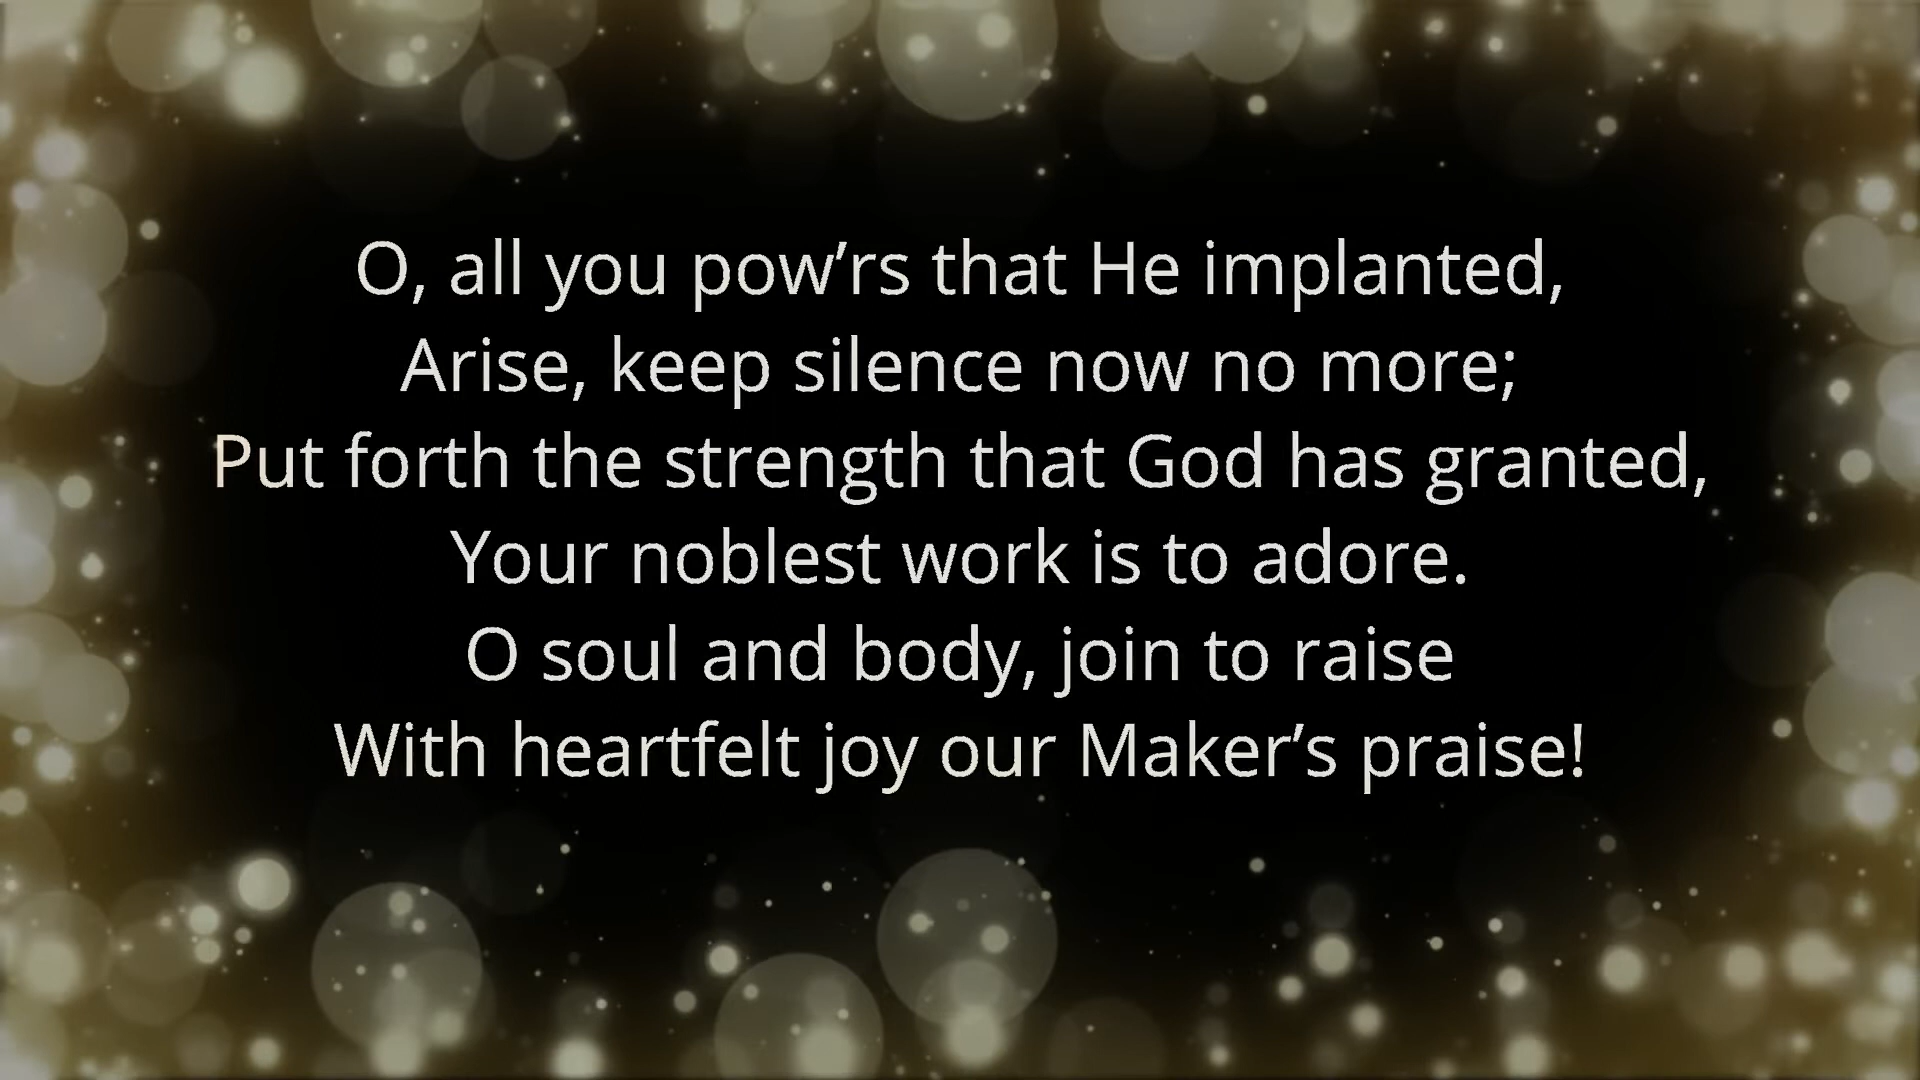 O, all you pow’rs that He implanted,
Arise, keep silence now no more;
Put forth the strength that God has granted,
Your noblest work is to adore.
O soul and body, join to raise
With heartfelt joy our Maker’s praise!